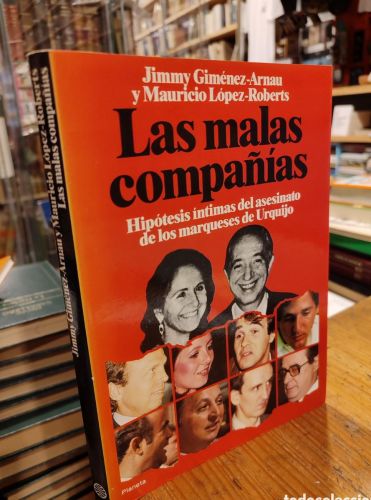 Jimmy Giménez-Arnau
y Mauricio López-Roberts
Las malas
compañías
Hipótesis íntimas del asesinato
de los marqueses de Urquijo
Planeta
Jimmy Giménez-Arnau y Mauricio López-Roberts
Las malas compañías
todocoleccion